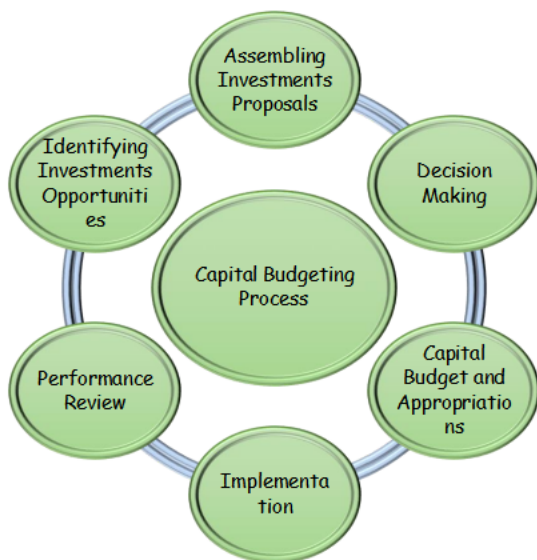 Assembling
Investments
Proposals
Identifying
Investments
Opportuniti
es
Decision
Making
Capital Budgeting
Process
Performance
Review
Capital
Budget and
Appropriatio
ns
Implementa
tion